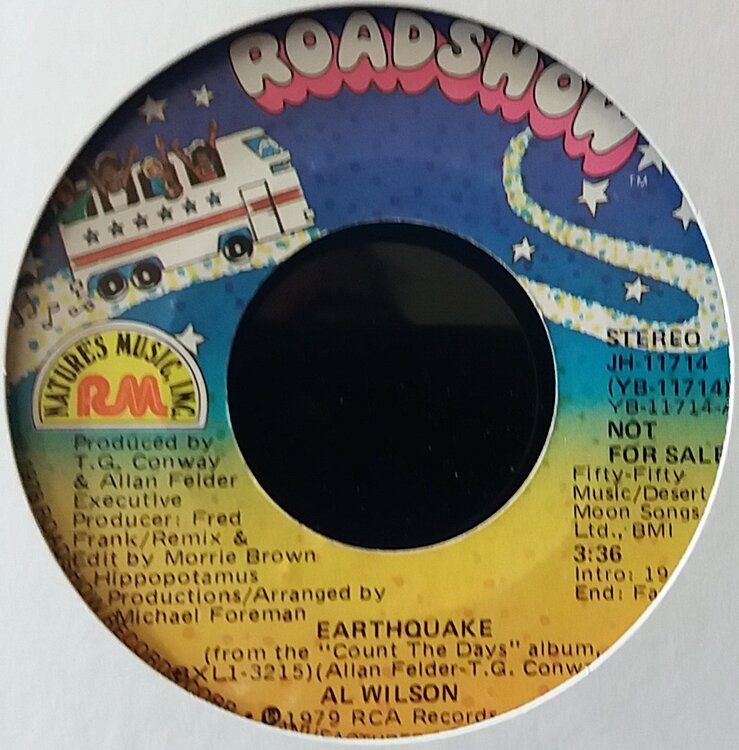 ROADSHOW
TM
NATURE'S MUSIC, INC.
RM
STEREO
JH-11714
(YB-11714)
YB-11714-A
NOT
FOR SALE
Produced by
T.G. Conway
& Allan Felder
Executive
Producer: Fred
Frank/Remix &
Edit by Morrie Brown
Hippopotamus
Productions/Arranged by
Michael Foreman
Fifty-Fifty
Music/Desert
Moon Songs
Ltd., BMI
3:36
Intro: 19
End:
EARTHQUAKE
(from the "Count The Days" album,
XL1-3215)(Allan Felder-T.G. Conw
AL WILSON
℗1979 RCA Records